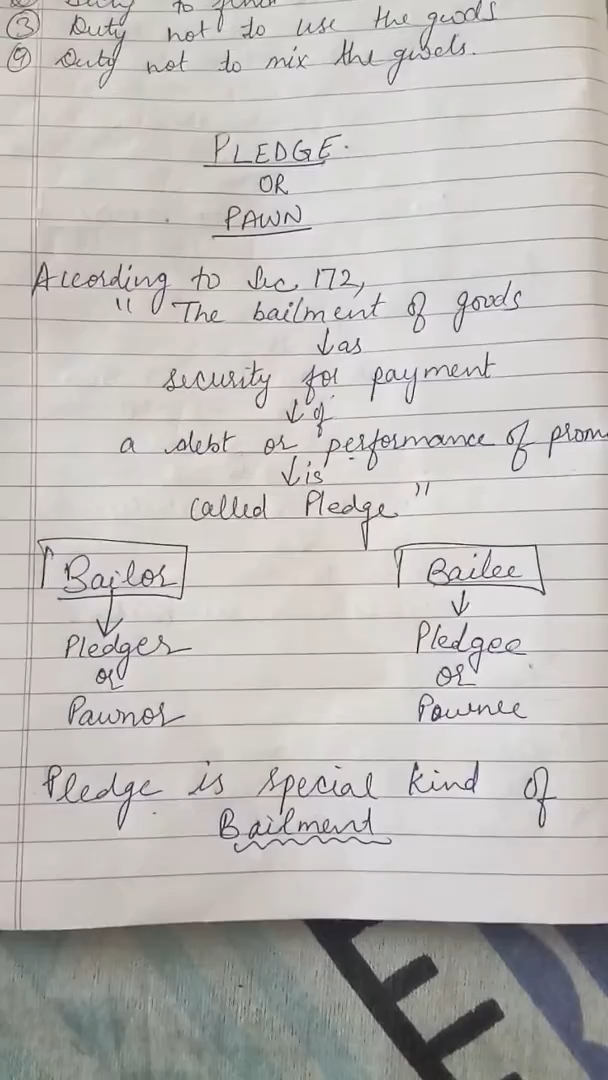 ③ Duty not to use the goods
④ Duty not to mix the goods.
PLEDGE.
OR
PAWN
According to Sec 172,
" The bailment of goods
↓ as
security for payment
↓ of
a debt or performance of prom
↓ is
called Pledge "
Bailor Bailee
↓ ↓
Pledger Pledgee
or or
Pawnor Pawnee
Pledge is special kind of
Bailment